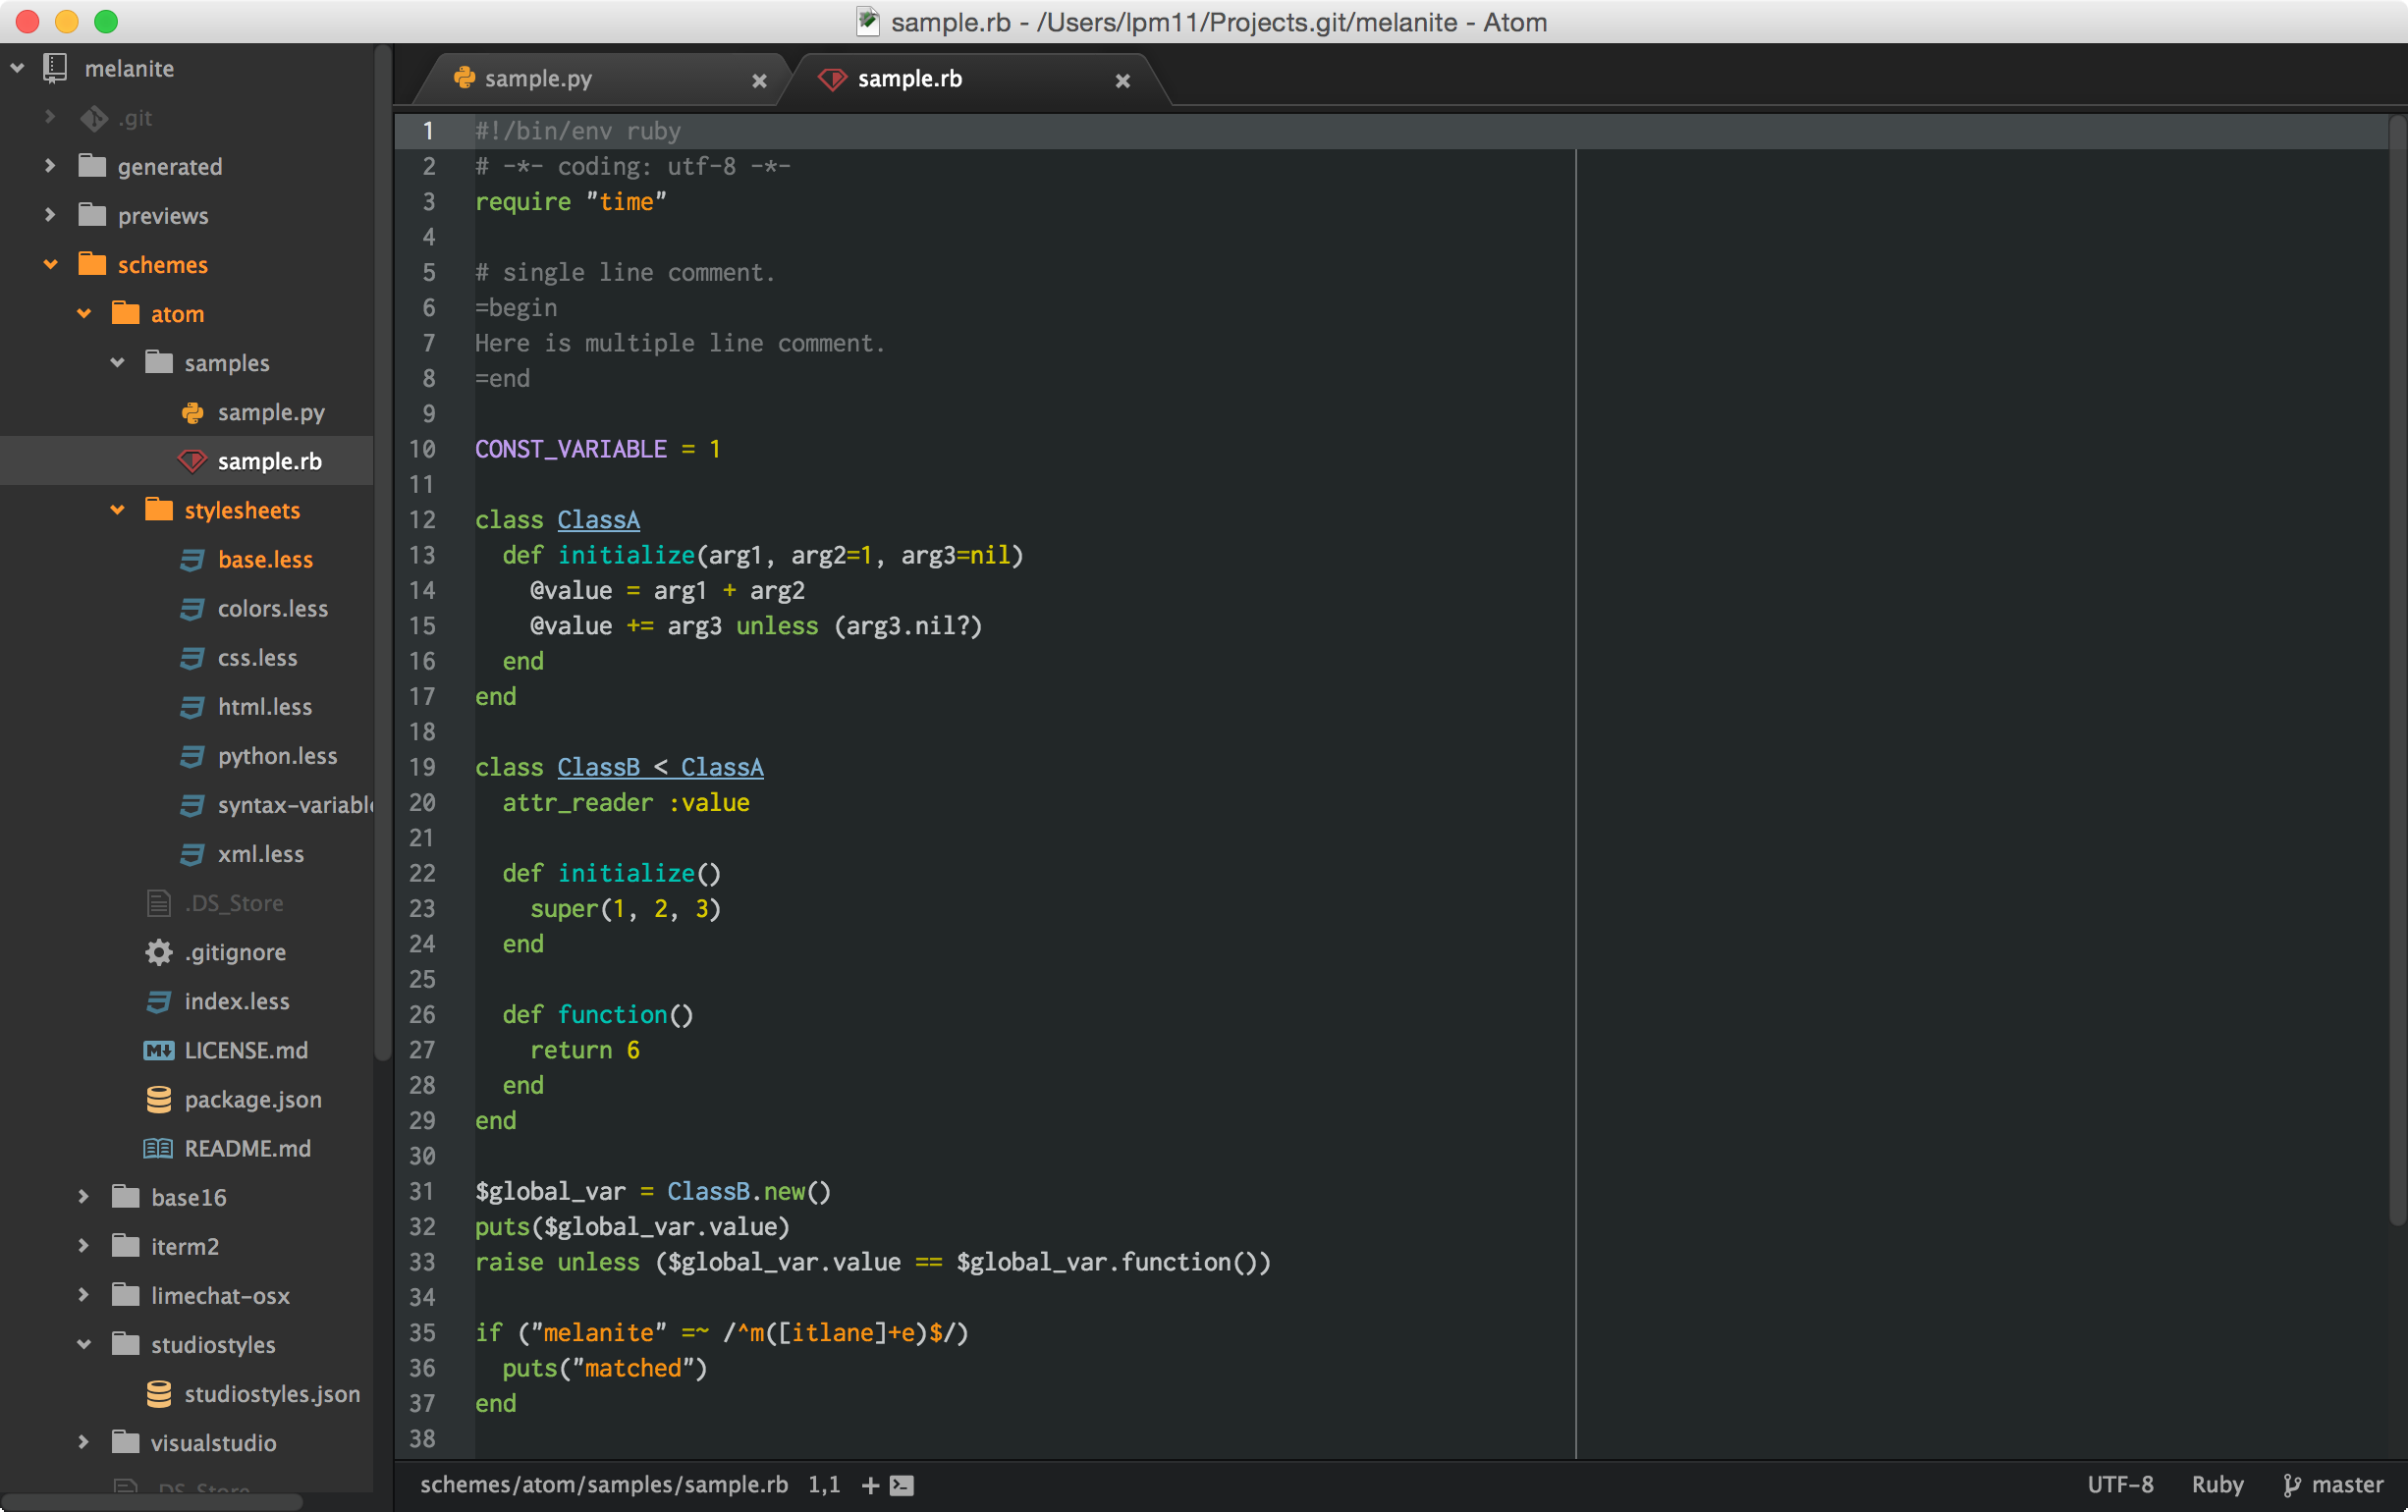 sample.rb - /Users/lpm11/Projects.git/melanite - Atom
melanite
.git
generated
previews
schemes
atom
samples
sample.py
sample.rb
stylesheets
base.less
colors.less
css.less
html.less
python.less
syntax-variable
xml.less
.DS_Store
.gitignore
index.less
LICENSE.md
package.json
README.md
base16
iterm2
limechat-osx
studiostyles
studiostyles.json
visualstudio
.DS_Store
sample.py
sample.rb
1 #!/bin/env ruby
2 # -*- coding: utf-8 -*-
3 require "time"
4
5 # single line comment.
6 =begin
7 Here is multiple line comment.
8 =end
9
10 CONST_VARIABLE = 1
11
12 class ClassA
13   def initialize(arg1, arg2=1, arg3=nil)
14     @value = arg1 + arg2
15     @value += arg3 unless (arg3.nil?)
16   end
17 end
18
19 class ClassB < ClassA
20   attr_reader :value
21
22   def initialize()
23     super(1, 2, 3)
24   end
25
26   def function()
27     return 6
28   end
29 end
30
31 $global_var = ClassB.new()
32 puts($global_var.value)
33 raise unless ($global_var.value == $global_var.function())
34
35 if ("melanite" =~ /^m([itlane]+e)$/)
36   puts("matched")
37 end
38
schemes/atom/samples/sample.rb 1,1 +
UTF-8 Ruby master